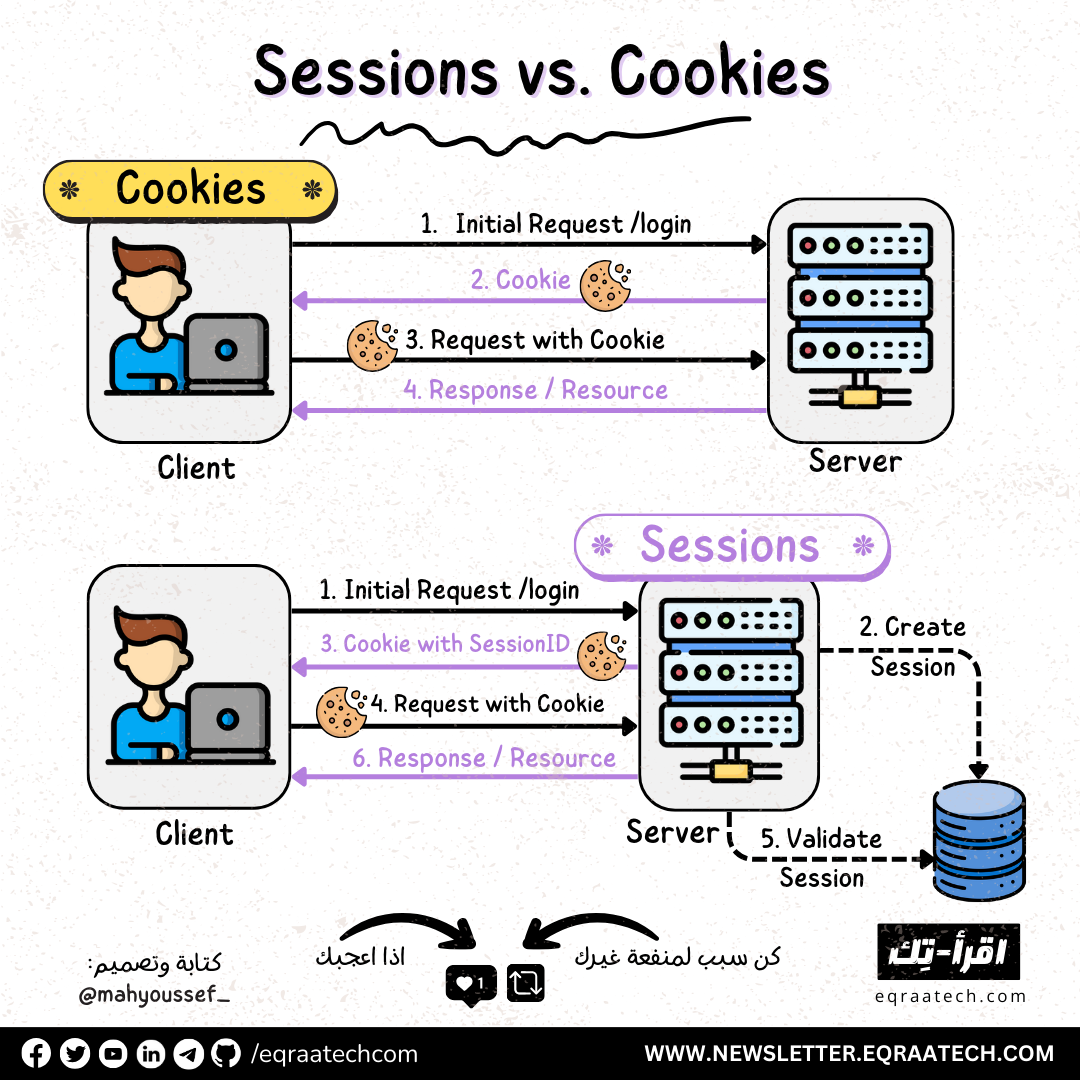 Sessions vs. Cookies
Cookies
1. Initial Request /login
2. Cookie
3. Request with Cookie
4. Response / Resource
Client
Server
Sessions
1. Initial Request /login
3. Cookie with SessionID
4. Request with Cookie
6. Response / Resource
2. Create
Session
Client
Server
5. Validate
Session
كتابة وتصميم:
@mahyoussef_
اذا اعجبك
1
كن سبب لمنفعة غيرك
اقرأ-تِك
eqraatech.com
/eqraatechcom
WWW.NEWSLETTER.EQRAATECH.COM